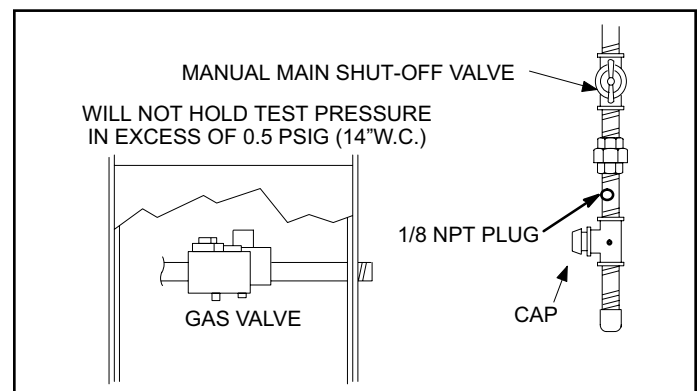 MANUAL MAIN SHUT-OFF VALVE
WILL NOT HOLD TEST PRESSURE
IN EXCESS OF 0.5 PSIG (14”W.C.)
1/8 NPT PLUG
GAS VALVE
CAP